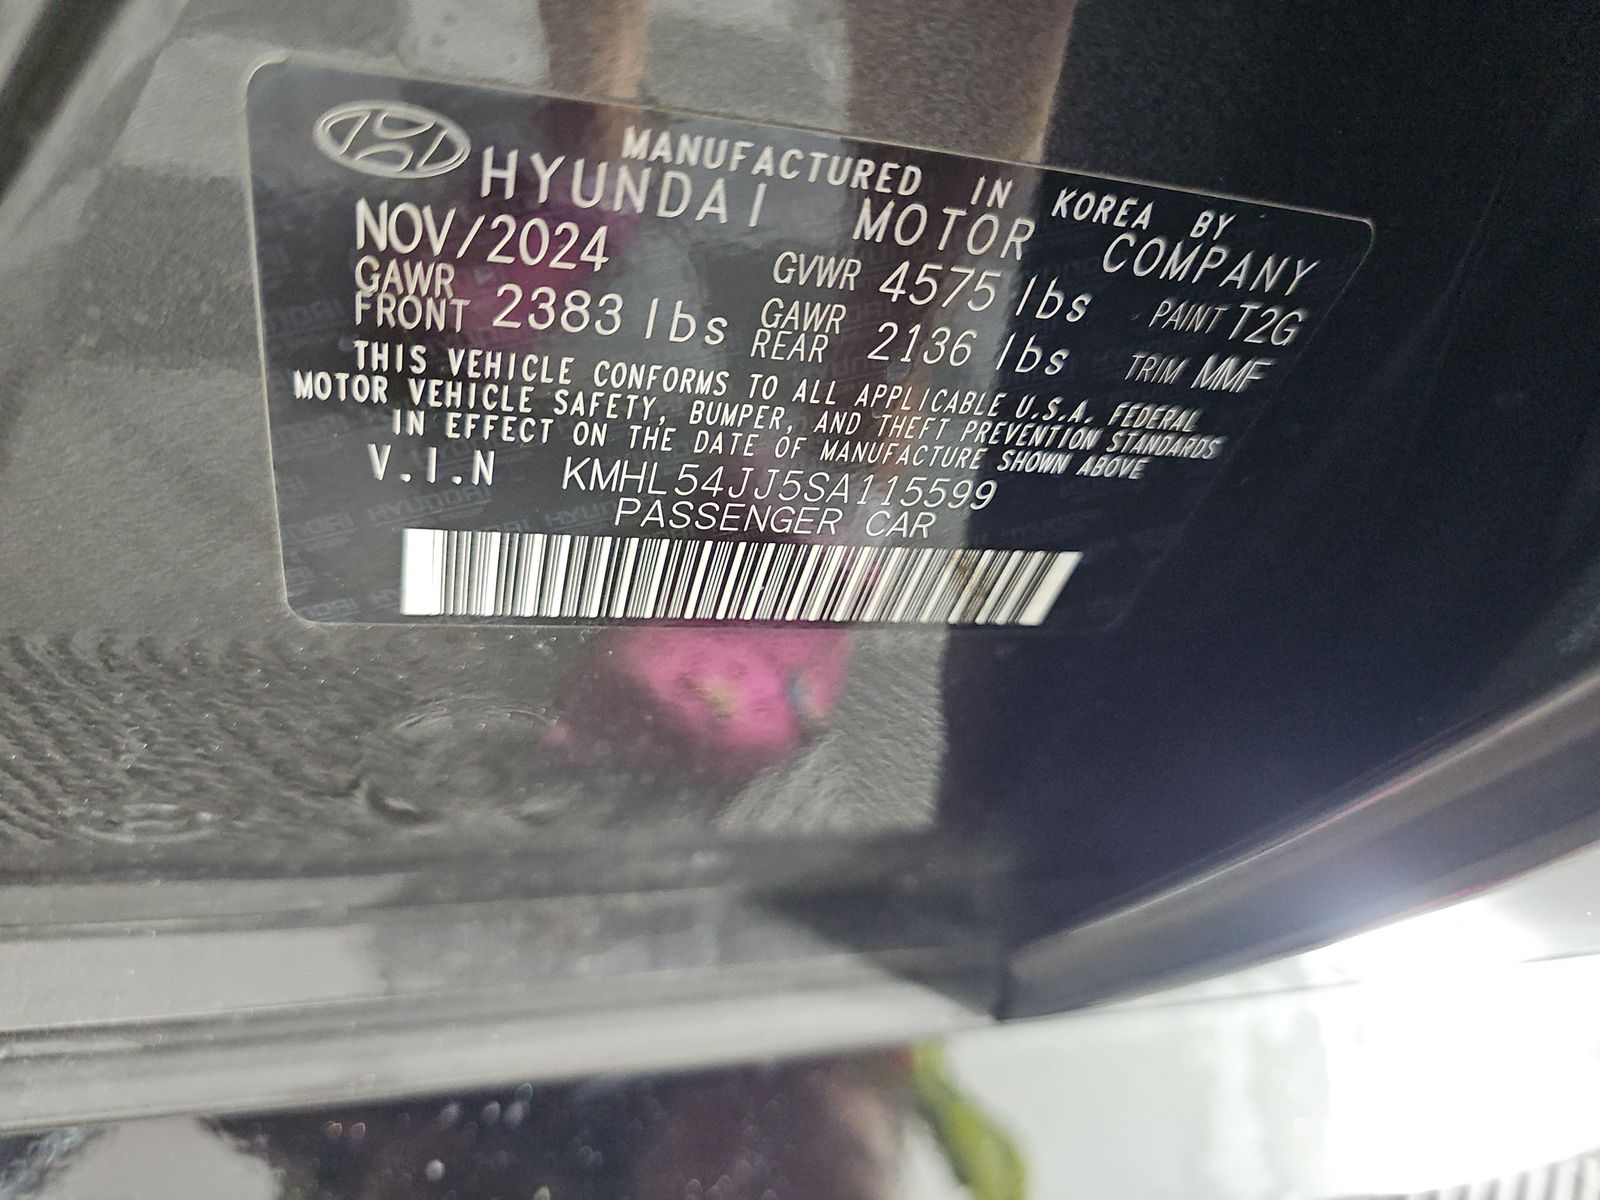 MANUFACTURED IN KOREA BY
HYUNDAI MOTOR COMPANY
NOV/2024 GVWR 4575 lbs PAINT T2G
GAWR FRONT 2383 lbs GAWR REAR 2136 lbs TRIM MMF
THIS VEHICLE CONFORMS TO ALL APPLICABLE U.S.A. FEDERAL
MOTOR VEHICLE SAFETY, BUMPER, AND THEFT PREVENTION STANDARDS
IN EFFECT ON THE DATE OF MANUFACTURE SHOWN ABOVE
V.I.N KMHL54JJ5SA115599
PASSENGER CAR